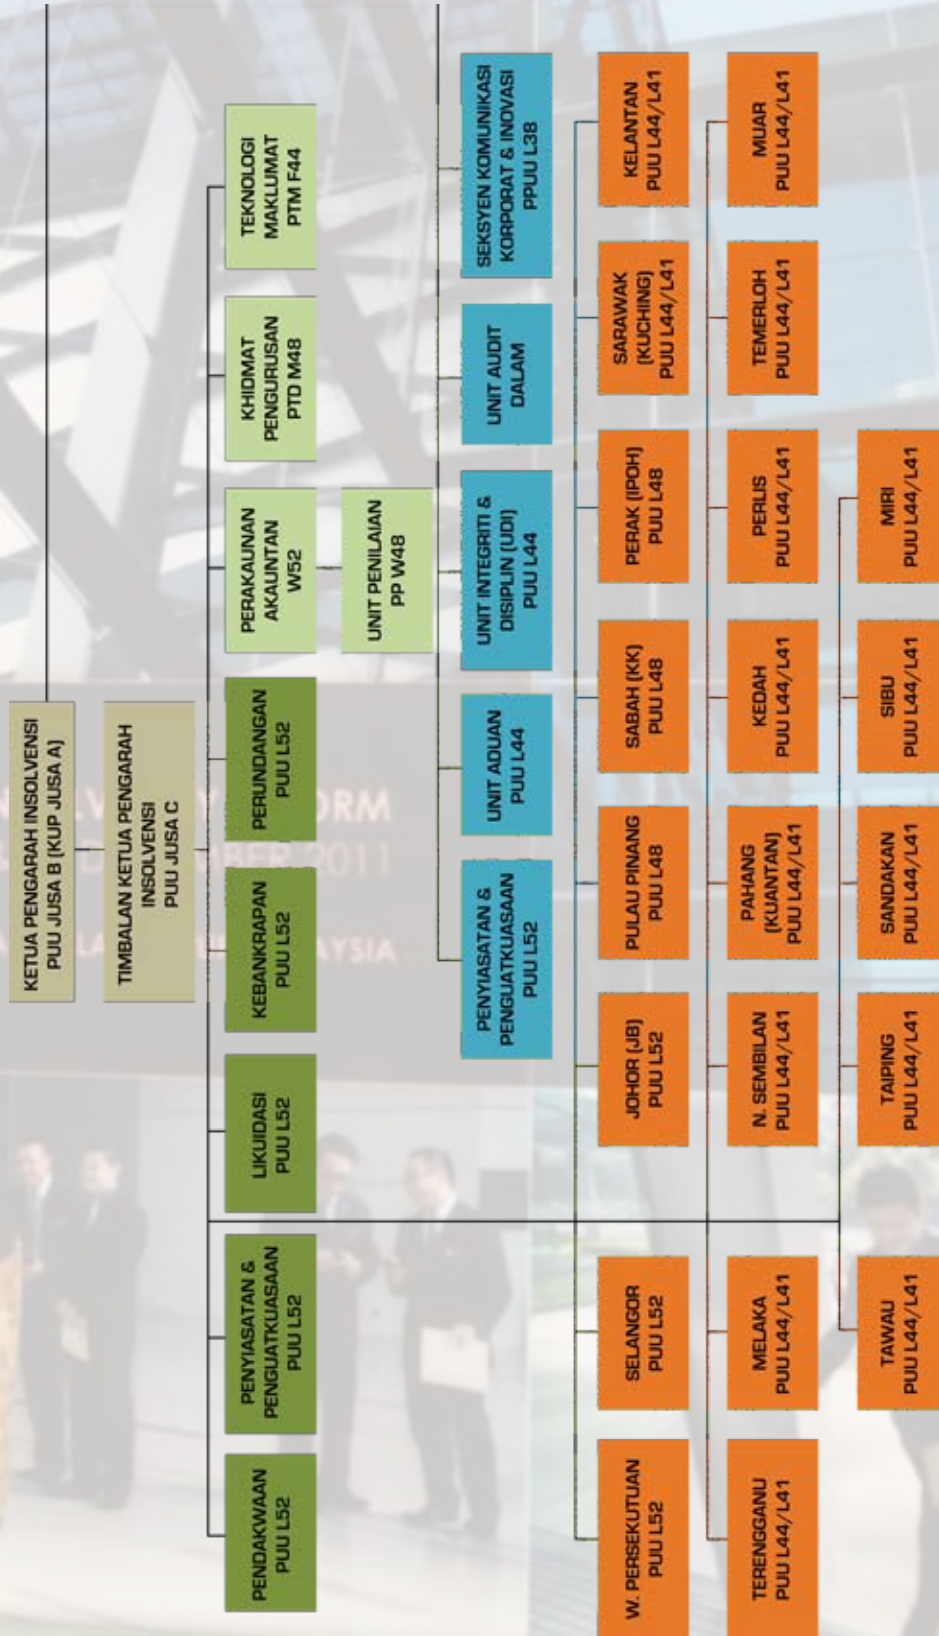 KETUA PENGARAH INSOLVENSI
PUU JUSA B (KUP JUSA A)
TIMBALAN KETUA PENGARAH
INSOLVENSI
PUU JUSA C
PENDAKWAAN
PUU L52
PENYIASATAN &
PENGUATKUASAAN
PUU L52
LIKUIDASI
PUU L52
KEBANKRAPAN
PUU L52
PERUNDANGAN
PUU L52
PERAKAUNAN
AKAUNTAN
W52
KHIDMAT
PENGURUSAN
PTD M48
TEKNOLOGI
MAKLUMAT
PTM F44
UNIT PENILAIAN
PP W48
PENYIASATAN &
PENGUATKUASAAN
PUU L52
UNIT ADUAN
PUU L44
UNIT INTEGRITI &
DISIPLIN (UDI)
PUU L44
UNIT AUDIT
DALAM
SEKSYEN KOMUNIKASI
KORPORAT & INOVASI
PPUU L38
W. PERSEKUTUAN
PUU L52
SELANGOR
PUU L52
JOHOR (JB)
PUU L52
PULAU PINANG
PUU L48
SABAH (KK)
PUU L48
PERAK (IPOH)
PUU L48
SARAWAK
(KUCHING)
PUU L44/L41
KELANTAN
PUU L44/L41
TERENGGANU
PUU L44/L41
MELAKA
PUU L44/L41
N. SEMBILAN
PUU L44/L41
PAHANG
(KUANTAN)
PUU L44/L41
KEDAH
PUU L44/L41
PERLIS
PUU L44/L41
TEMERLOH
PUU L44/L41
MUAR
PUU L44/L41
TAWAU
PUU L44/L41
TAIPING
PUU L44/L41
SANDAKAN
PUU L44/L41
SIBU
PUU L44/L41
MIRI
PUU L44/L41
2011